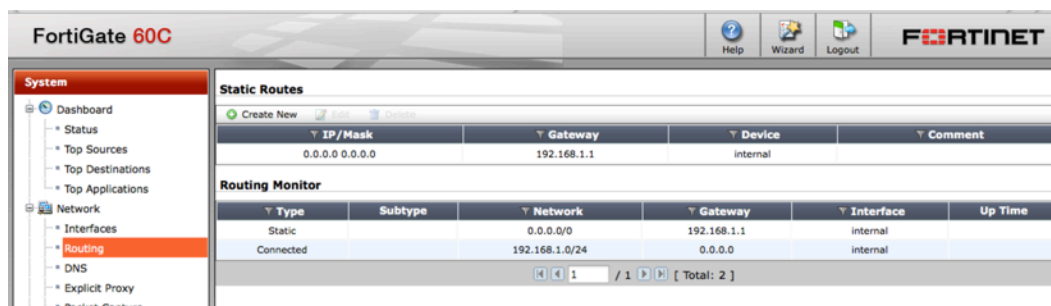 FortiGate 60C
Help
Wizard
Logout
FORTINET
System
Dashboard
Status
Top Sources
Top Destinations
Top Applications
Network
Interfaces
Routing
DNS
Explicit Proxy
Static Routes
Create New Edit Delete
IP/Mask Gateway Device Comment
0.0.0.0 0.0.0.0 192.168.1.1 internal
Routing Monitor
Type Subtype Network Gateway Interface Up Time
Static 0.0.0.0/0 192.168.1.1 internal
Connected 192.168.1.0/24 0.0.0.0 internal
1 / 1 [ Total: 2 ]